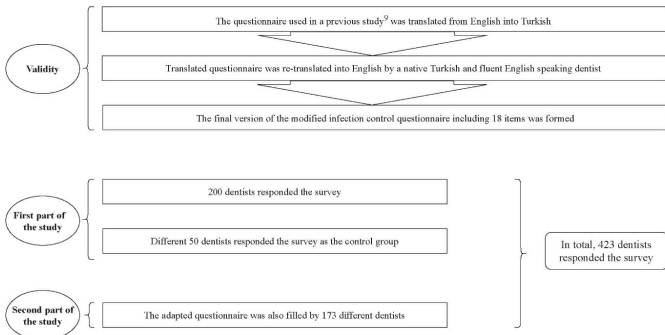 The questionnaire used in a previous study9 was translated from English into Turkish
Validity
Translated questionnaire was re-translated into English by a native Turkish and fluent English speaking dentist
The final version of the modified infection control questionnaire including 18 items was formed
200 dentists responded the survey
First part of
the study
Different 50 dentists responded the survey as the control group
In total, 423 dentists
responded the survey
Second part of
the study
The adapted questionnaire was also filled by 173 different dentists